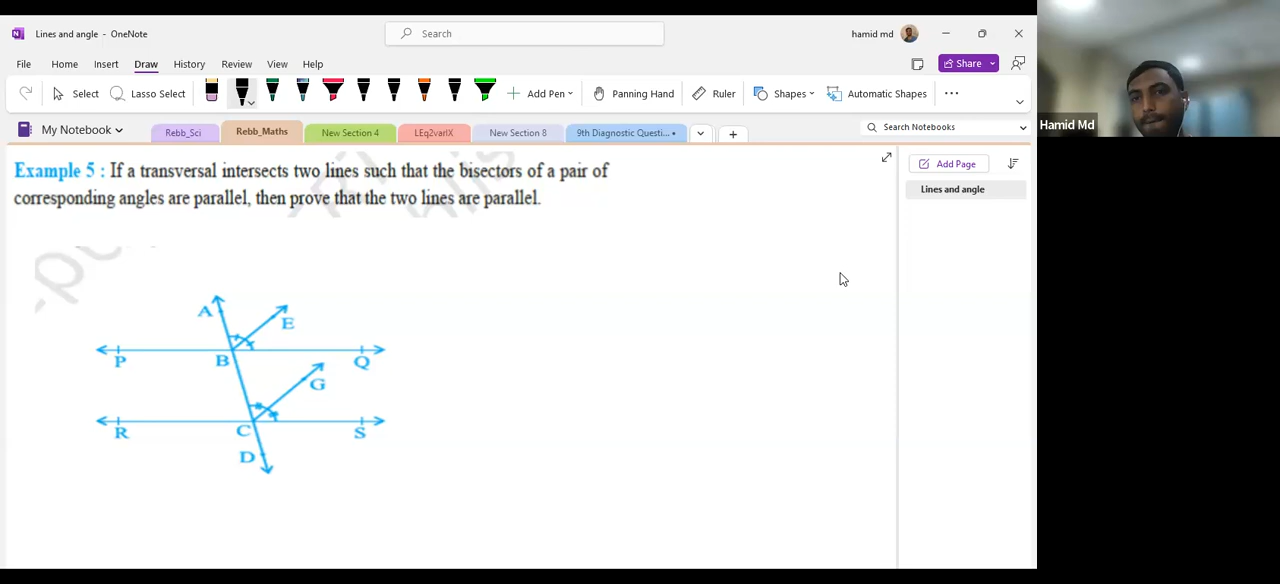 Lines and angle - OneNote
Search
hamid md
File Home Insert Draw History Review View Help
Share
Select Lasso Select Add Pen Panning Hand Ruler Shapes Automatic Shapes ...
My Notebook Rebb_Sci Rebb_Maths New Section 4 LEq2varIX New Section 8 9th Diagnostic Questi... Search Notebooks
Add Page
Lines and angle
Example 5 : If a transversal intersects two lines such that the bisectors of a pair of
corresponding angles are parallel, then prove that the two lines are parallel.
A
E
P B Q
G
R C S
D
Hamid Md